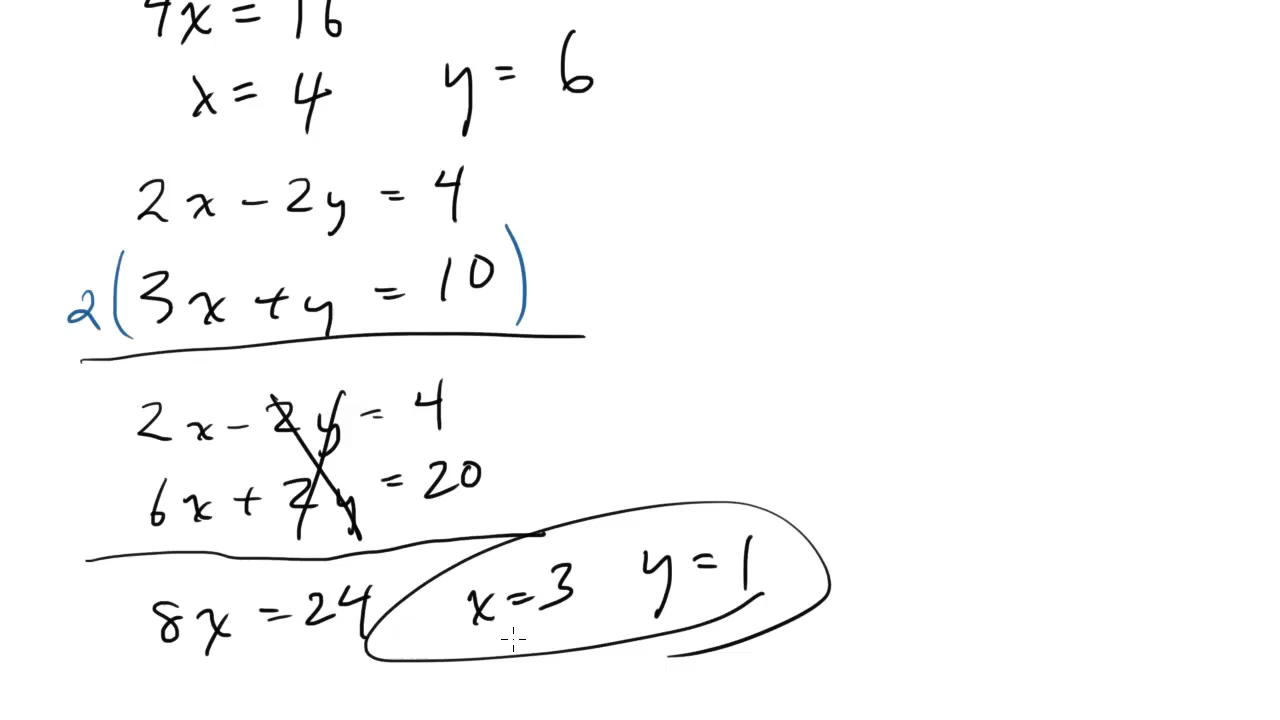 4x = 16
x = 4 y = 6
2x - 2y = 4
2(3x + y = 10)
2x - 2y = 4
6x + 2y = 20
8x = 24 x = 3 y = 1